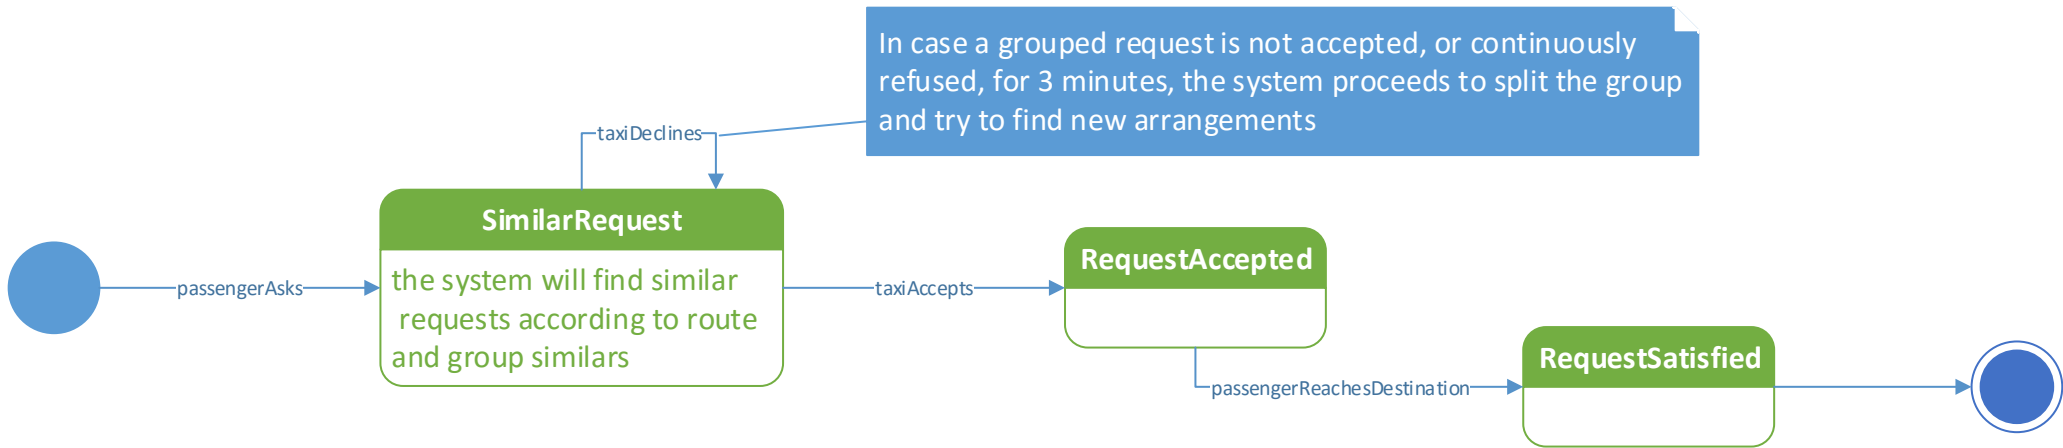 In case a grouped request is not accepted, or continuously
refused, for 3 minutes, the system proceeds to split the group
and try to find new arrangements
taxiDeclines
SimilarRequest
the system will find similar
requests according to route
and group similars
passengerAsks
taxiAccepts
RequestAccepted
passengerReachesDestination
RequestSatisfied